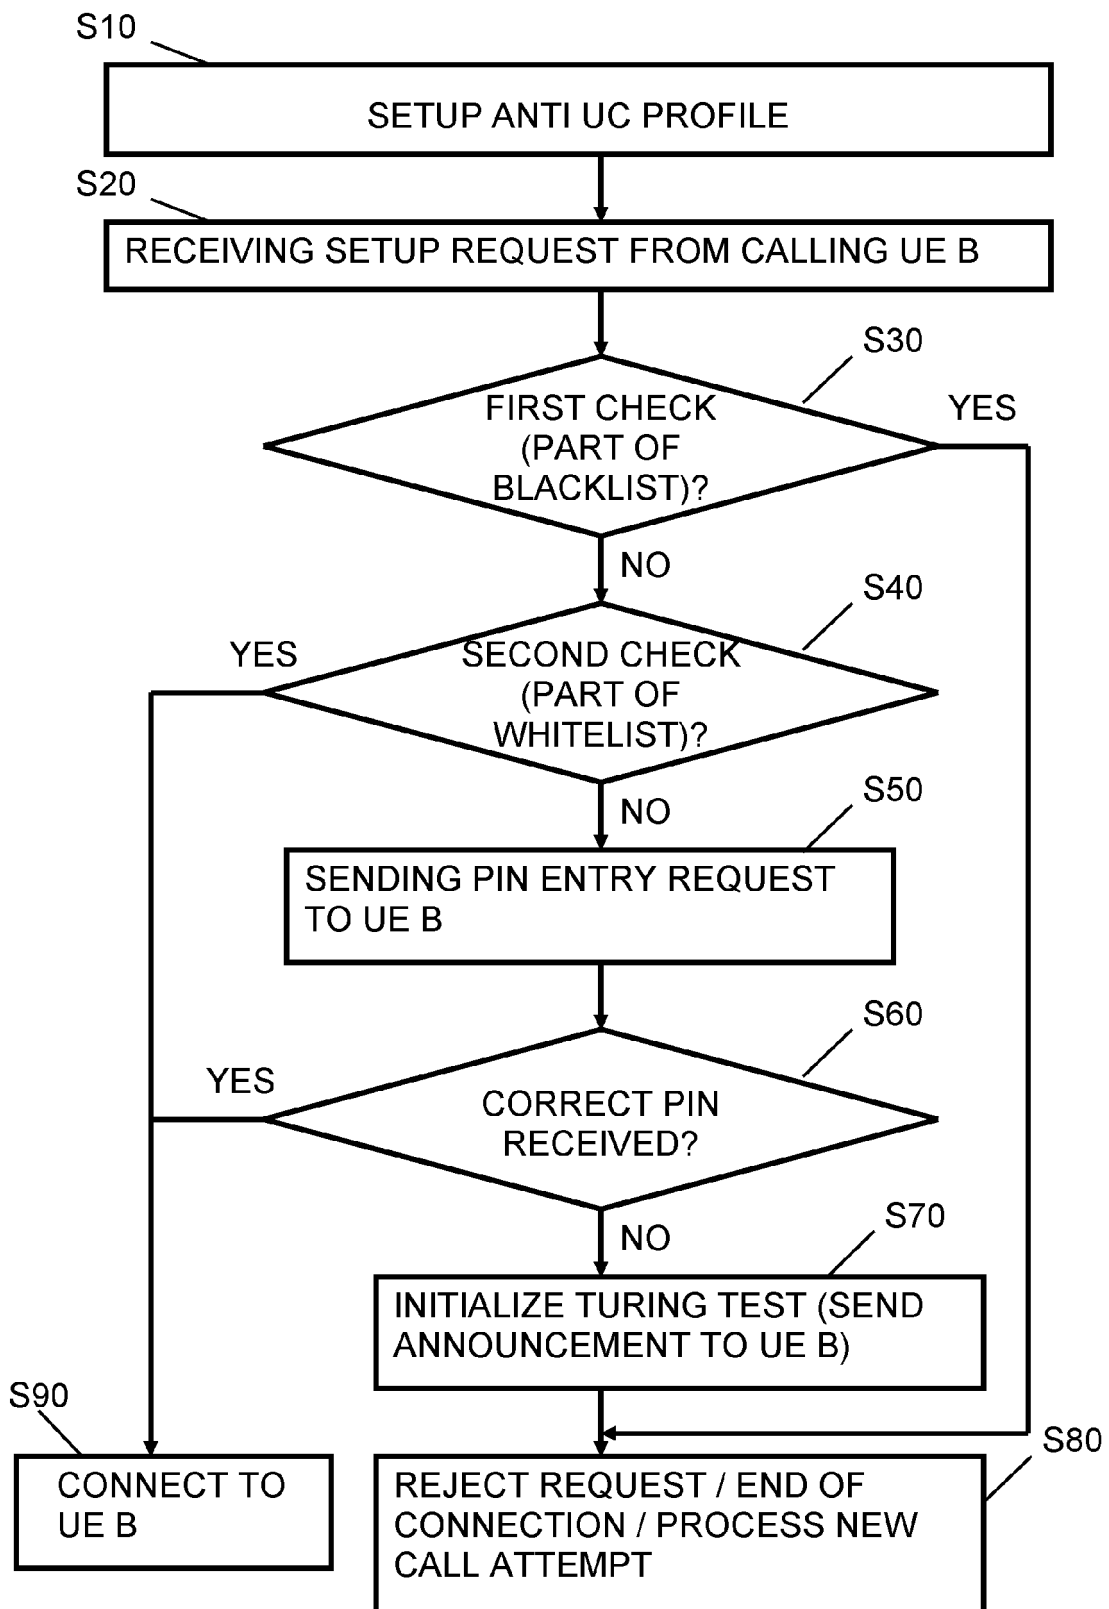 S10
SETUP ANTI UC PROFILE
S20
RECEIVING SETUP REQUEST FROM CALLING UE B
S30
FIRST CHECK
(PART OF
BLACKLIST)?
YES
NO
S40
YES
SECOND CHECK
(PART OF
WHITELIST)?
NO
S50
SENDING PIN ENTRY REQUEST
TO UE B
S60
YES
CORRECT PIN
RECEIVED?
NO
S70
INITIALIZE TURING TEST (SEND
ANNOUNCEMENT TO UE B)
S90
CONNECT TO
UE B
S80
REJECT REQUEST / END OF
CONNECTION / PROCESS NEW
CALL ATTEMPT